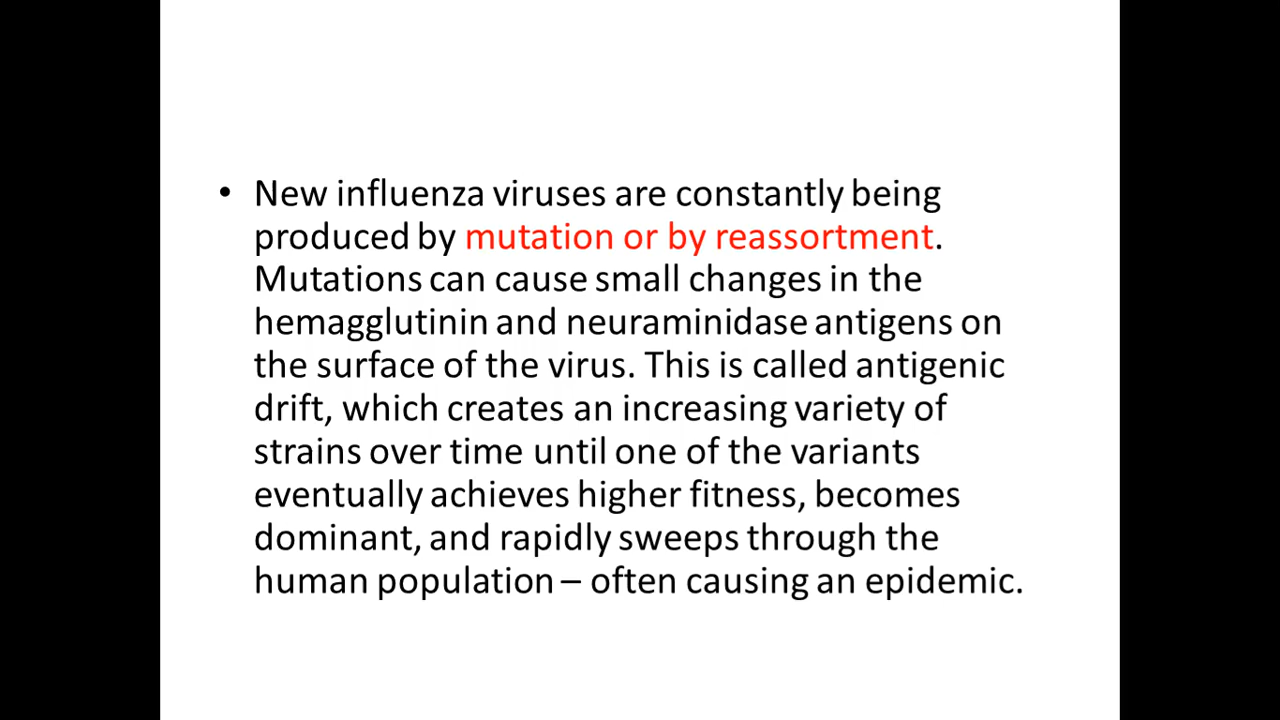 • New influenza viruses are constantly being
produced by mutation or by reassortment.
Mutations can cause small changes in the
hemagglutinin and neuraminidase antigens on
the surface of the virus. This is called antigenic
drift, which creates an increasing variety of
strains over time until one of the variants
eventually achieves higher fitness, becomes
dominant, and rapidly sweeps through the
human population – often causing an epidemic.